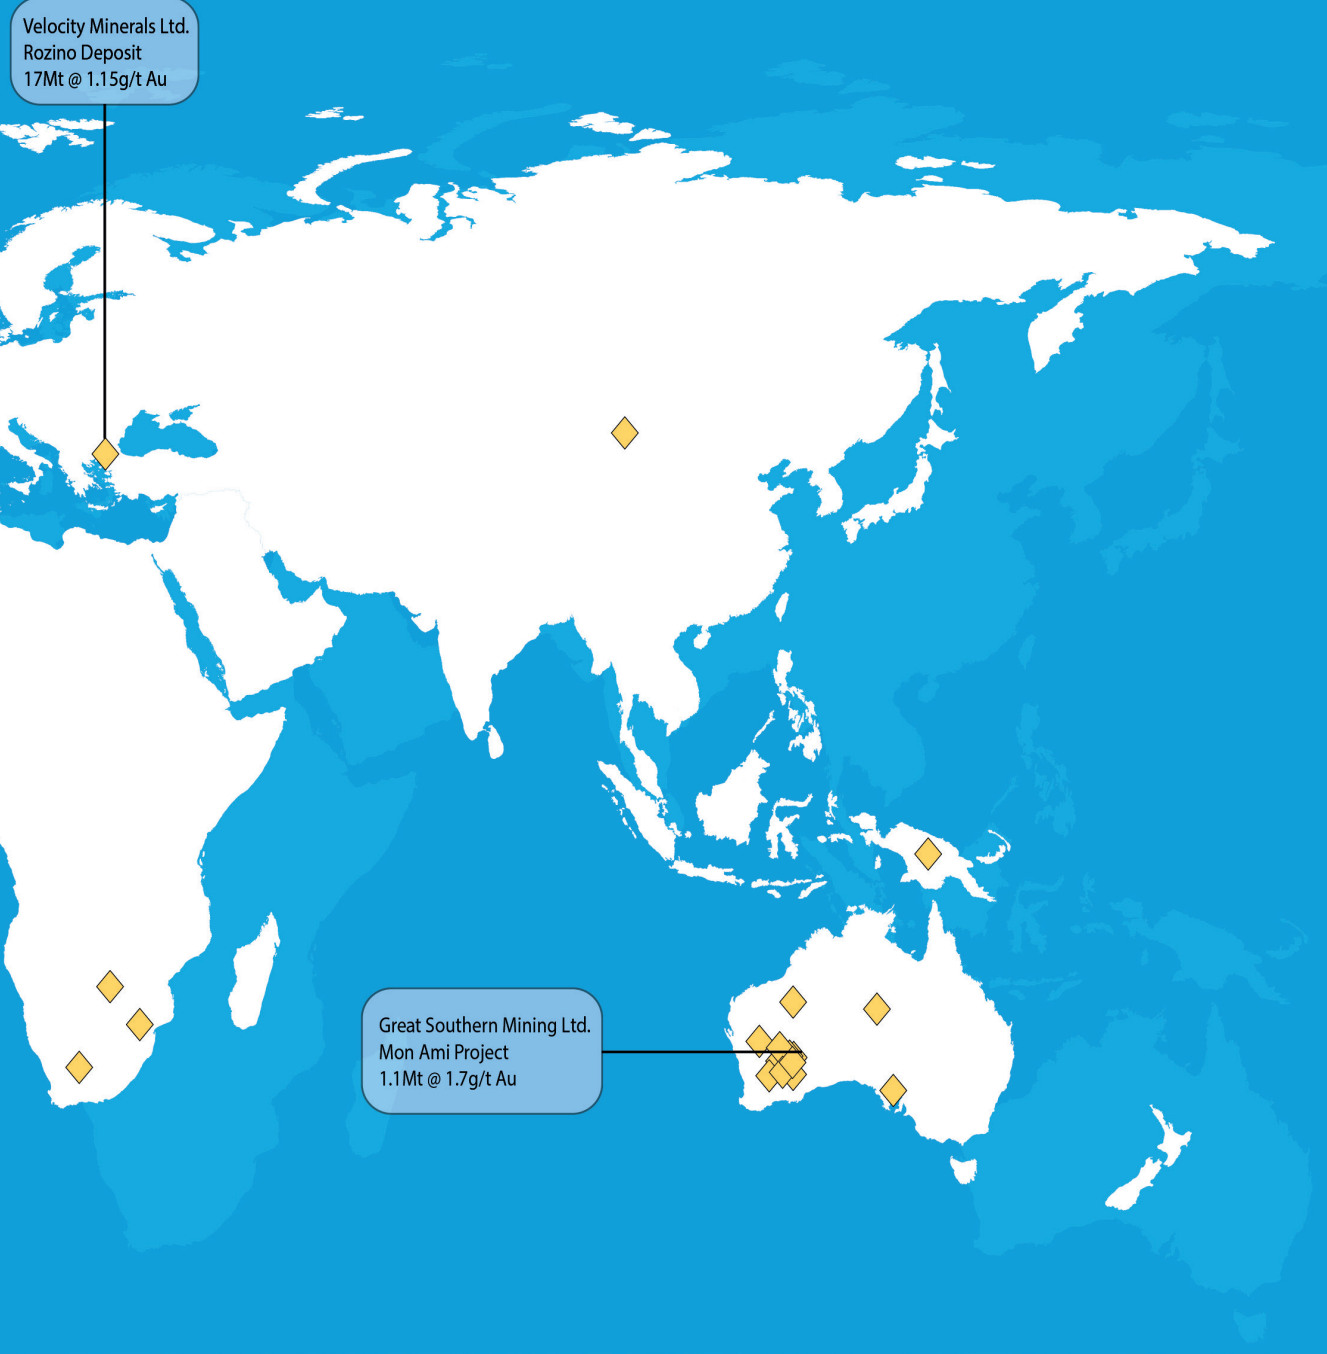 Velocity Minerals Ltd.
Rozino Deposit
17Mt @ 1.15g/t Au
Great Southern Mining Ltd.
Mon Ami Project
1.1Mt @ 1.7g/t Au